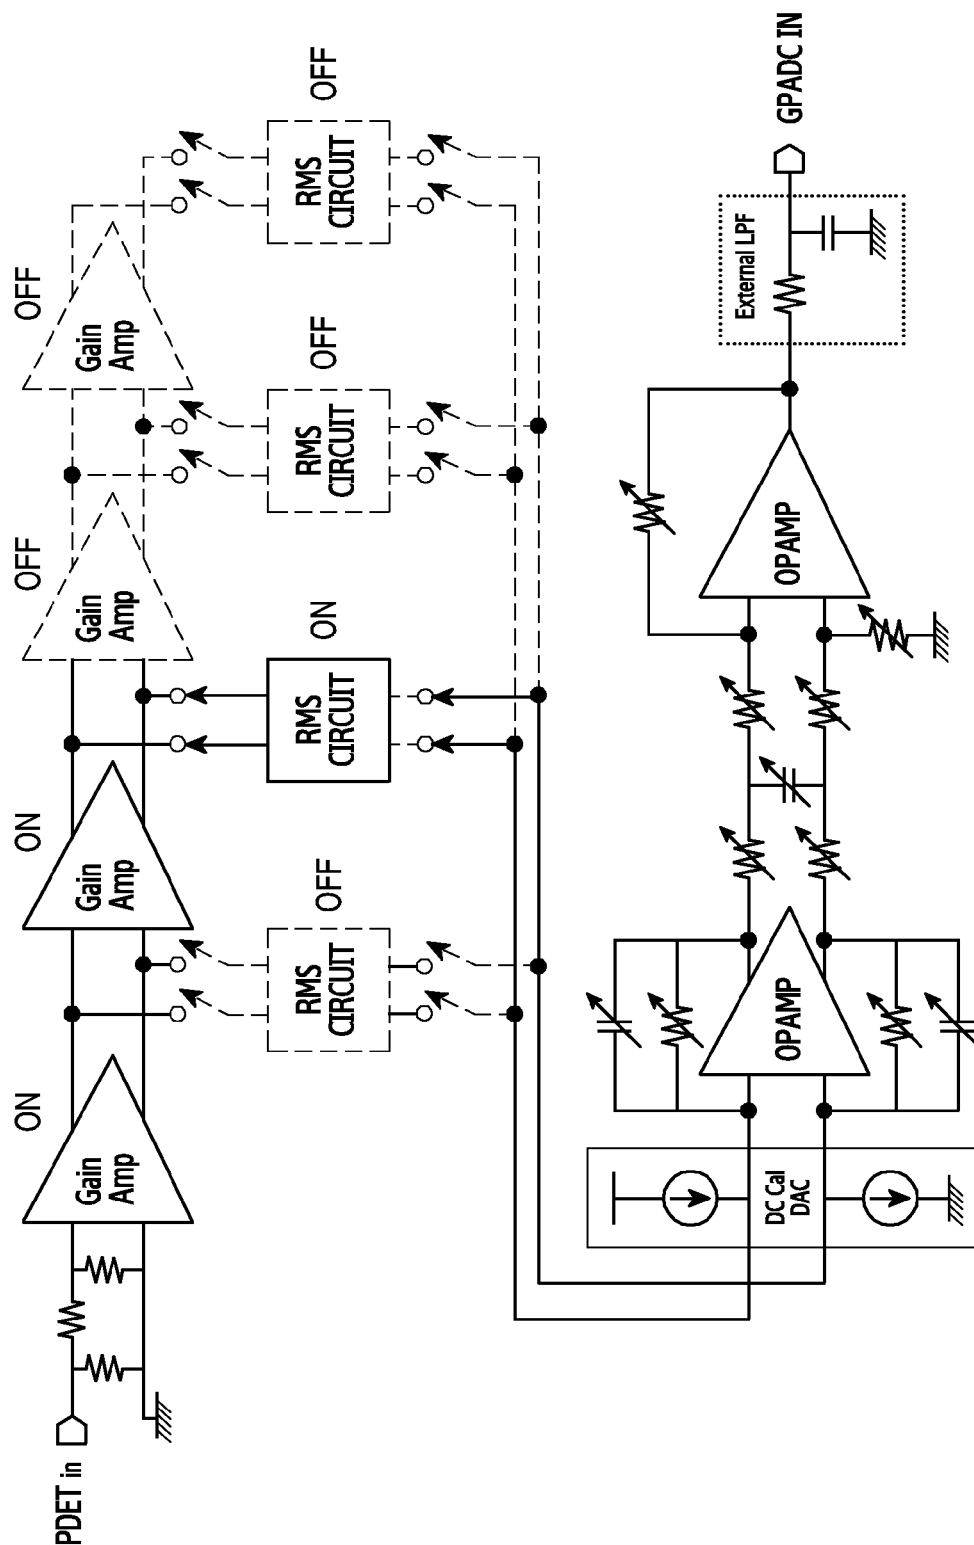 PDET in
ON
Gain
Amp
ON
Gain
Amp
OFF
Gain
Amp
OFF
Gain
Amp
RMS
CIRCUIT
OFF
RMS
CIRCUIT
ON
RMS
CIRCUIT
OFF
RMS
CIRCUIT
OFF
DC Cal
DAC
OPAMP
OPAMP
External LPF
GPADC IN